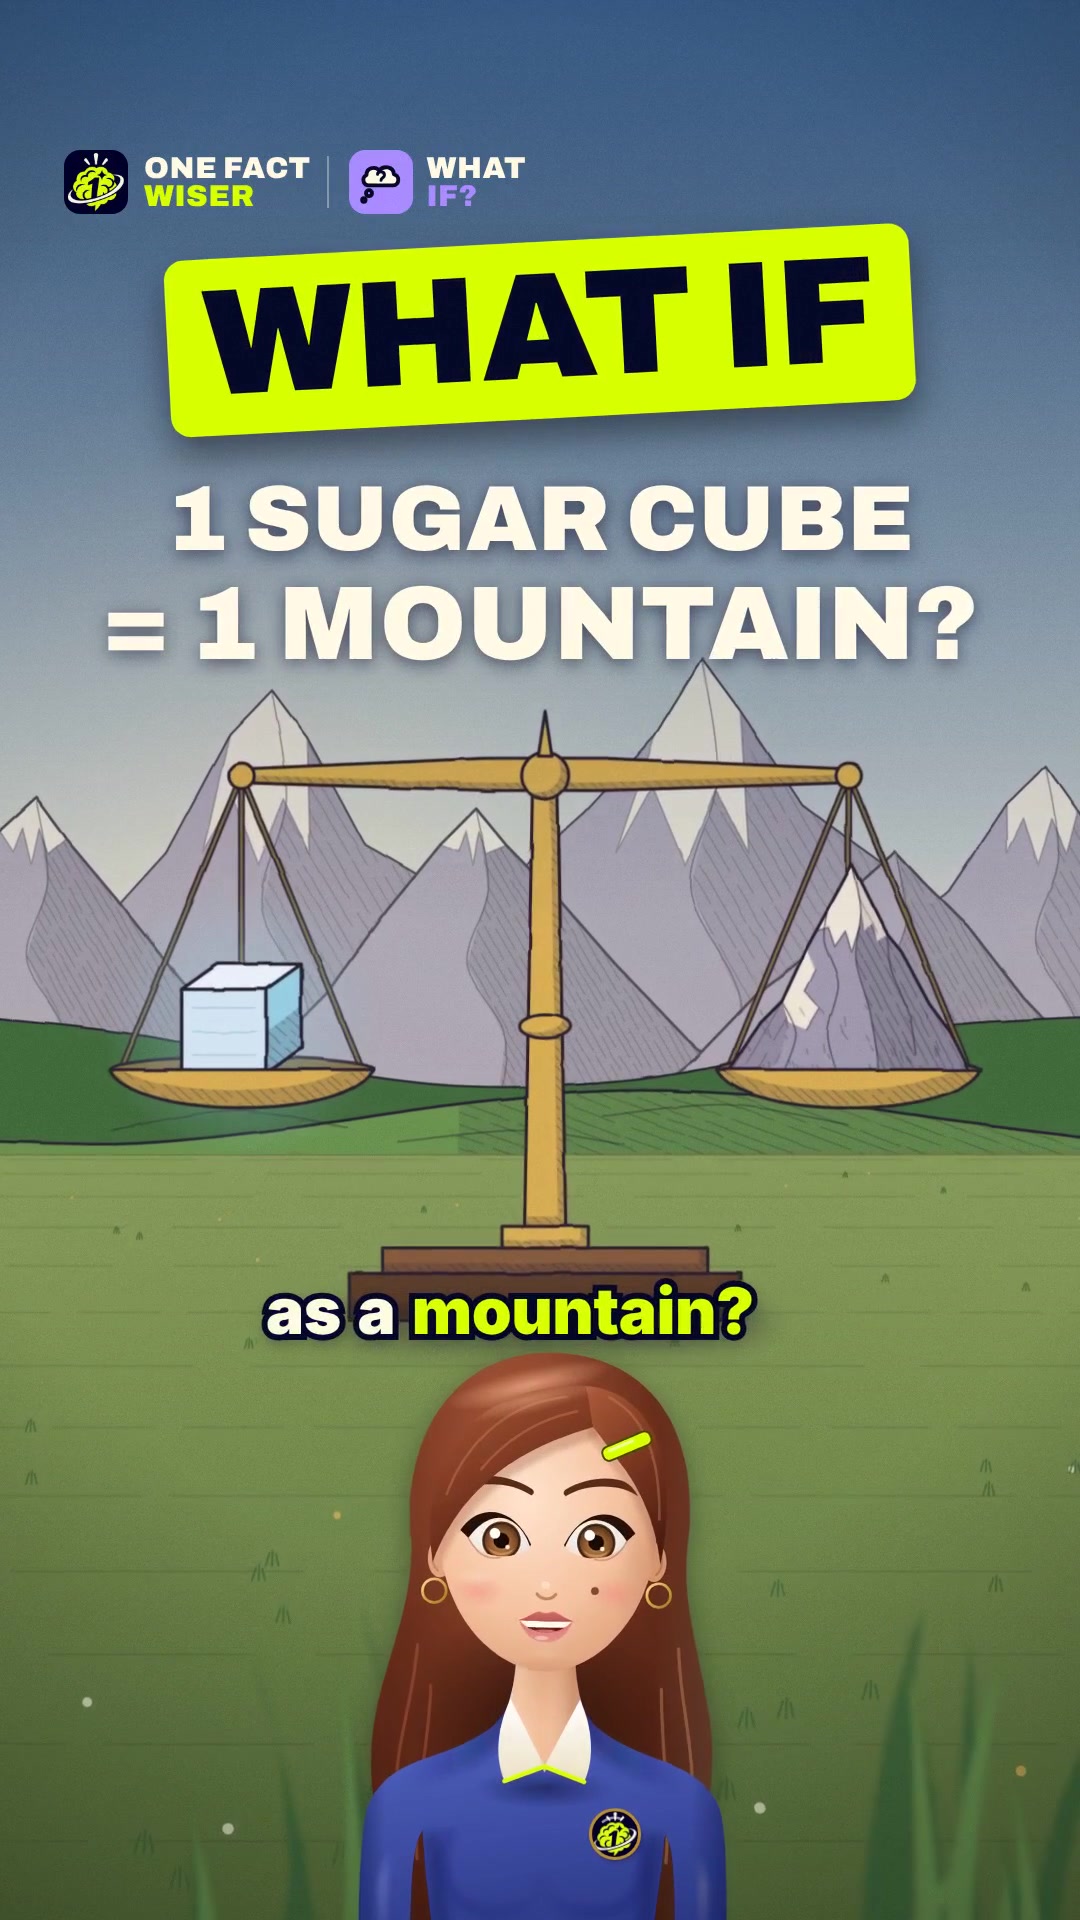 ONE FACT
WISER
WHAT
IF?
WHAT IF
1 SUGAR CUBE
= 1 MOUNTAIN?
as a mountain?